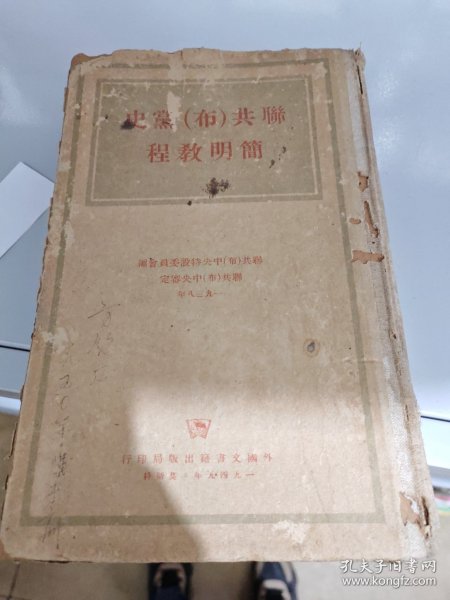 聯共(布)黨史
簡明教程
聯共(布)中央特設委員會編
聯共(布)中央審定
一九三八年
外國文書籍出版局印行
一九四九年·莫斯科
孔夫子旧书网
www.kongfz.com